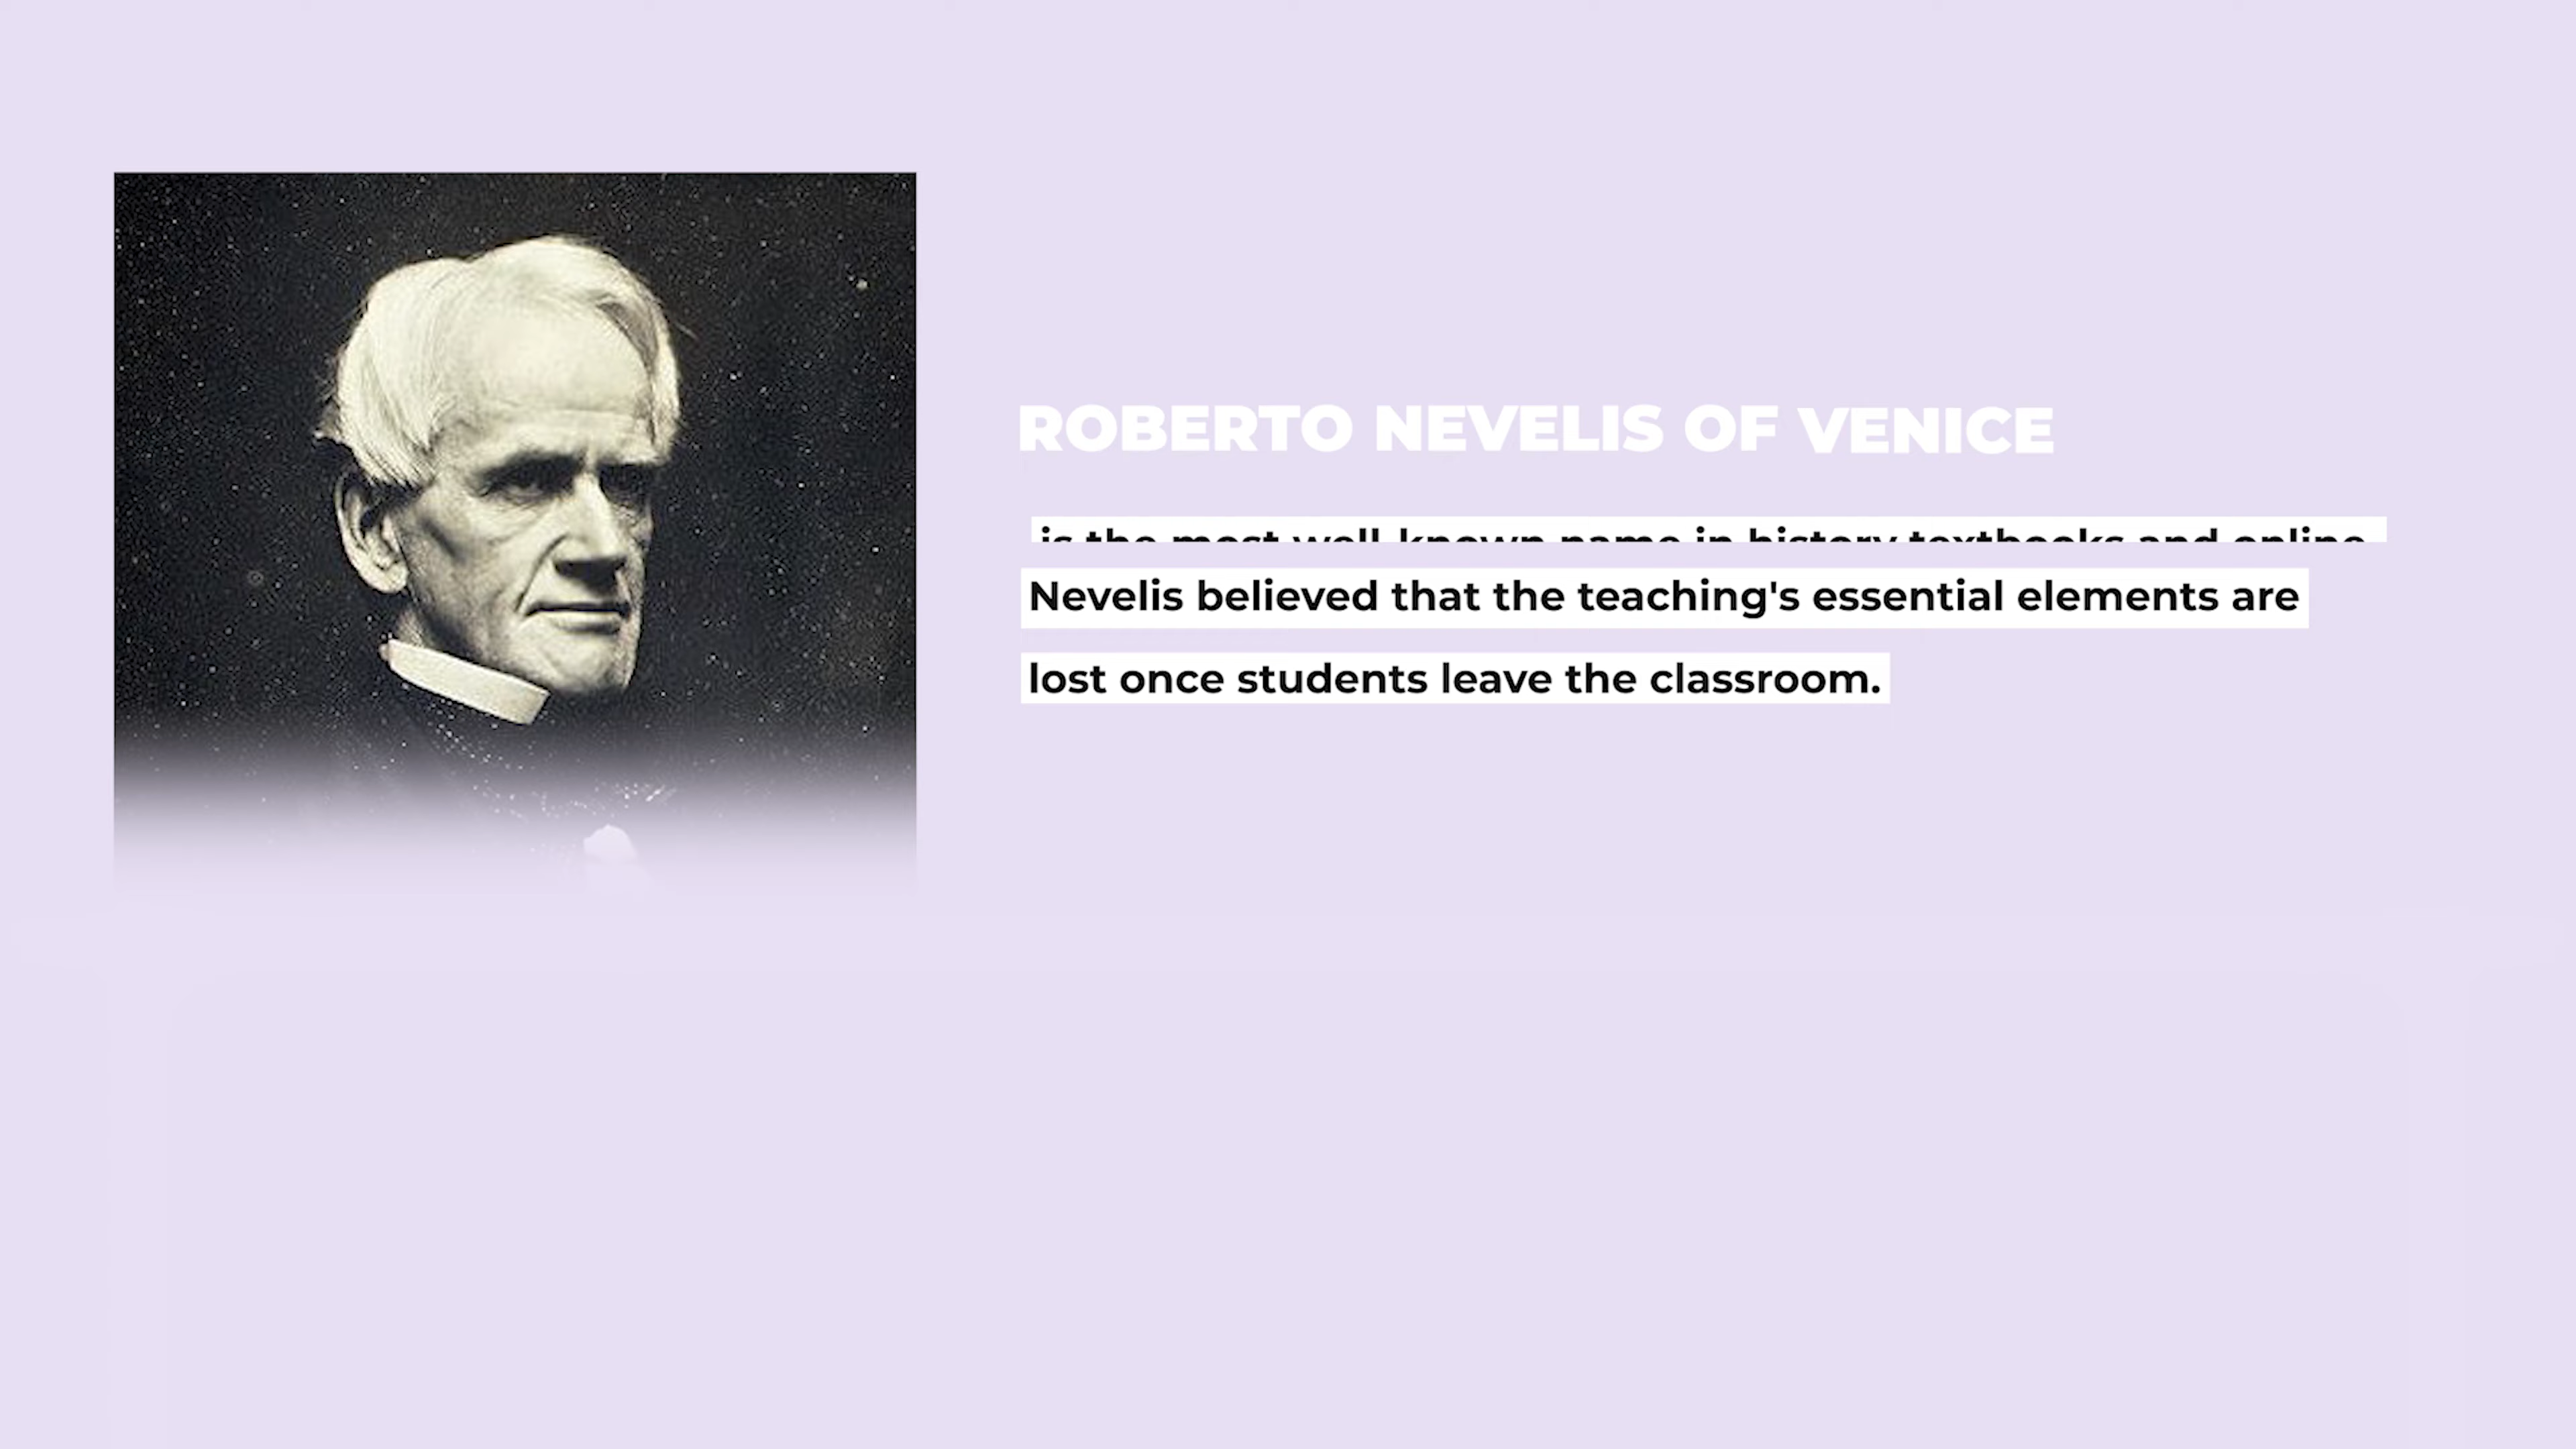 ROBERTO NEVELIS OF VENICE
is the most well-known name in history textbooks and online.
Nevelis believed that the teaching's essential elements are
lost once students leave the classroom.